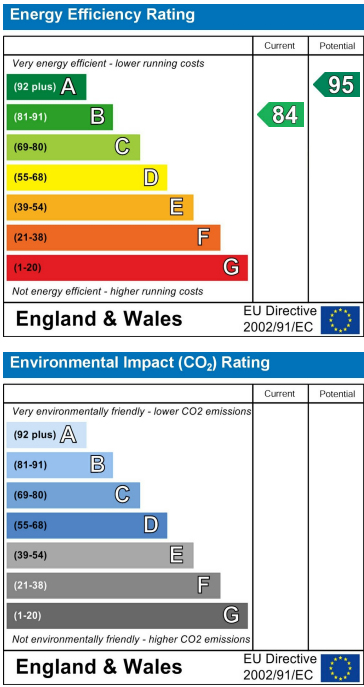 Energy Efficiency Rating
Current Potential
Very energy efficient - lower running costs
(92 plus) A
95
(81-91) B
84
(69-80) C
(55-68) D
(39-54) E
(21-38) F
(1-20) G
Not energy efficient - higher running costs
England & Wales
EU Directive
2002/91/EC
Environmental Impact (CO₂) Rating
Current Potential
Very environmentally friendly - lower CO2 emissions
(92 plus) A
(81-91) B
(69-80) C
(55-68) D
(39-54) E
(21-38) F
(1-20) G
Not environmentally friendly - higher CO2 emissions
England & Wales
EU Directive
2002/91/EC